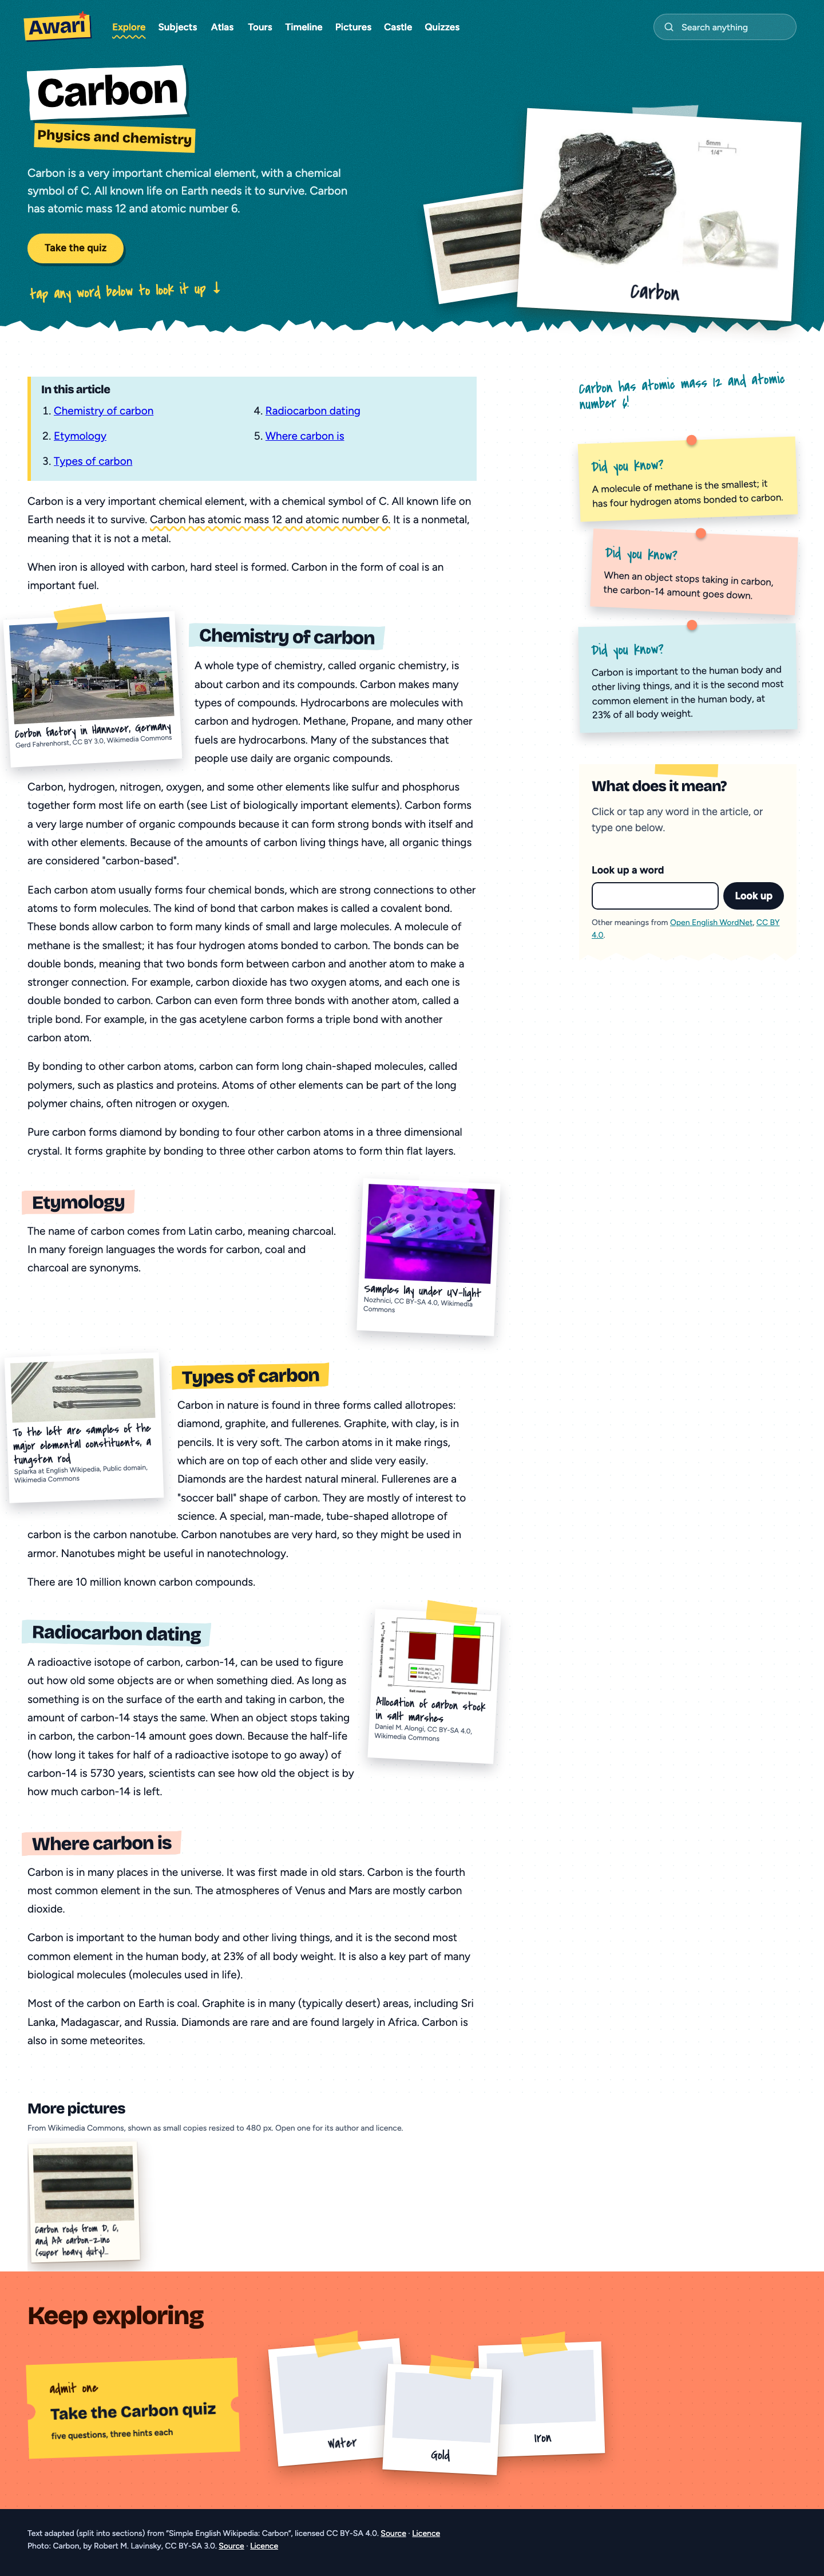 Awari
Explore Subjects Atlas Tours Timeline Pictures Castle Quizzes
Search anything
Carbon
Physics and chemistry
Carbon is a very important chemical element, with a chemical
symbol of C. All known life on Earth needs it to survive. Carbon
has atomic mass 12 and atomic number 6.
Take the quiz
tap any word below to look it up ↓
5mm
1/4"
Carbon
In this article
1. Chemistry of carbon
2. Etymology
3. Types of carbon
4. Radiocarbon dating
5. Where carbon is
Carbon is a very important chemical element, with a chemical symbol of C. All known life on
Earth needs it to survive. Carbon has atomic mass 12 and atomic number 6. It is a nonmetal,
meaning that it is not a metal.
When iron is alloyed with carbon, hard steel is formed. Carbon in the form of coal is an
important fuel.
Carbon factory in Hannover, Germany
Gerd Fahrenhorst, CC BY 3.0, Wikimedia Commons
Chemistry of carbon
A whole type of chemistry, called organic chemistry, is
about carbon and its compounds. Carbon makes many
types of compounds. Hydrocarbons are molecules with
carbon and hydrogen. Methane, Propane, and many other
fuels are hydrocarbons. Many of the substances that
people use daily are organic compounds.
Carbon, hydrogen, nitrogen, oxygen, and some other elements like sulfur and phosphorus
together form most life on earth (see List of biologically important elements). Carbon forms
a very large number of organic compounds because it can form strong bonds with itself and
with other elements. Because of the amounts of carbon living things have, all organic things
are considered "carbon-based".
Each carbon atom usually forms four chemical bonds, which are strong connections to other
atoms to form molecules. The kind of bond that carbon makes is called a covalent bond.
These bonds allow carbon to form many kinds of small and large molecules. A molecule of
methane is the smallest; it has four hydrogen atoms bonded to carbon. The bonds can be
double bonds, meaning that two bonds form between carbon and another atom to make a
stronger connection. For example, carbon dioxide has two oxygen atoms, and each one is
double bonded to carbon. Carbon can even form three bonds with another atom, called a
triple bond. For example, in the gas acetylene carbon forms a triple bond with another
carbon atom.
By bonding to other carbon atoms, carbon can form long chain-shaped molecules, called
polymers, such as plastics and proteins. Atoms of other elements can be part of the long
polymer chains, often nitrogen or oxygen.
Pure carbon forms diamond by bonding to four other carbon atoms in a three dimensional
crystal. It forms graphite by bonding to three other carbon atoms to form thin flat layers.
Etymology
The name of carbon comes from Latin carbo, meaning charcoal.
In many foreign languages the words for carbon, coal and
charcoal are synonyms.
Samples lay under UV-light
Nozhnici, CC BY-SA 4.0, Wikimedia
Commons
To the left are samples of the
major elemental constituents, a
tungsten rod
Splarka at English Wikipedia, Public domain,
Wikimedia Commons
Types of carbon
Carbon in nature is found in three forms called allotropes:
diamond, graphite, and fullerenes. Graphite, with clay, is in
pencils. It is very soft. The carbon atoms in it make rings,
which are on top of each other and slide very easily.
Diamonds are the hardest natural mineral. Fullerenes are a
"soccer ball" shape of carbon. They are mostly of interest to
science. A special, man-made, tube-shaped allotrope of
carbon is the carbon nanotube. Carbon nanotubes are very hard, so they might be used in
armor. Nanotubes might be useful in nanotechnology.
There are 10 million known carbon compounds.
Radiocarbon dating
A radioactive isotope of carbon, carbon-14, can be used to figure
out how old some objects are or when something died. As long as
something is on the surface of the earth and taking in carbon, the
amount of carbon-14 stays the same. When an object stops taking
in carbon, the carbon-14 amount goes down. Because the half-life
(how long it takes for half of a radioactive isotope to go away) of
carbon-14 is 5730 years, scientists can see how old the object is by
how much carbon-14 is left.
Allocation of carbon stock
in salt marshes
Daniel M. Alongi, CC BY-SA 4.0,
Wikimedia Commons
Where carbon is
Carbon is in many places in the universe. It was first made in old stars. Carbon is the fourth
most common element in the sun. The atmospheres of Venus and Mars are mostly carbon
dioxide.
Carbon is important to the human body and other living things, and it is the second most
common element in the human body, at 23% of all body weight. It is also a key part of many
biological molecules (molecules used in life).
Most of the carbon on Earth is coal. Graphite is in many (typically desert) areas, including Sri
Lanka, Madagascar, and Russia. Diamonds are rare and are found largely in Africa. Carbon is
also in some meteorites.
Carbon has atomic mass 12 and atomic
number 6!
Did you know?
A molecule of methane is the smallest; it
has four hydrogen atoms bonded to carbon.
Did you know?
When an object stops taking in carbon,
the carbon-14 amount goes down.
Did you know?
Carbon is important to the human body and
other living things, and it is the second most
common element in the human body, at
23% of all body weight.
What does it mean?
Click or tap any word in the article, or
type one below.
Look up a word
Look up
Other meanings from Open English WordNet, CC BY
4.0.
More pictures
From Wikimedia Commons, shown as small copies resized to 480 px. Open one for its author and licence.
Carbon rods from D, C,
and AA carbon-zinc
(super heavy duty)…
Keep exploring
admit one
Take the Carbon quiz
five questions, three hints each
Water
Gold
Iron
Text adapted (split into sections) from "Simple English Wikipedia: Carbon", licensed CC BY-SA 4.0. Source · Licence
Photo: Carbon, by Robert M. Lavinsky, CC BY-SA 3.0. Source · Licence